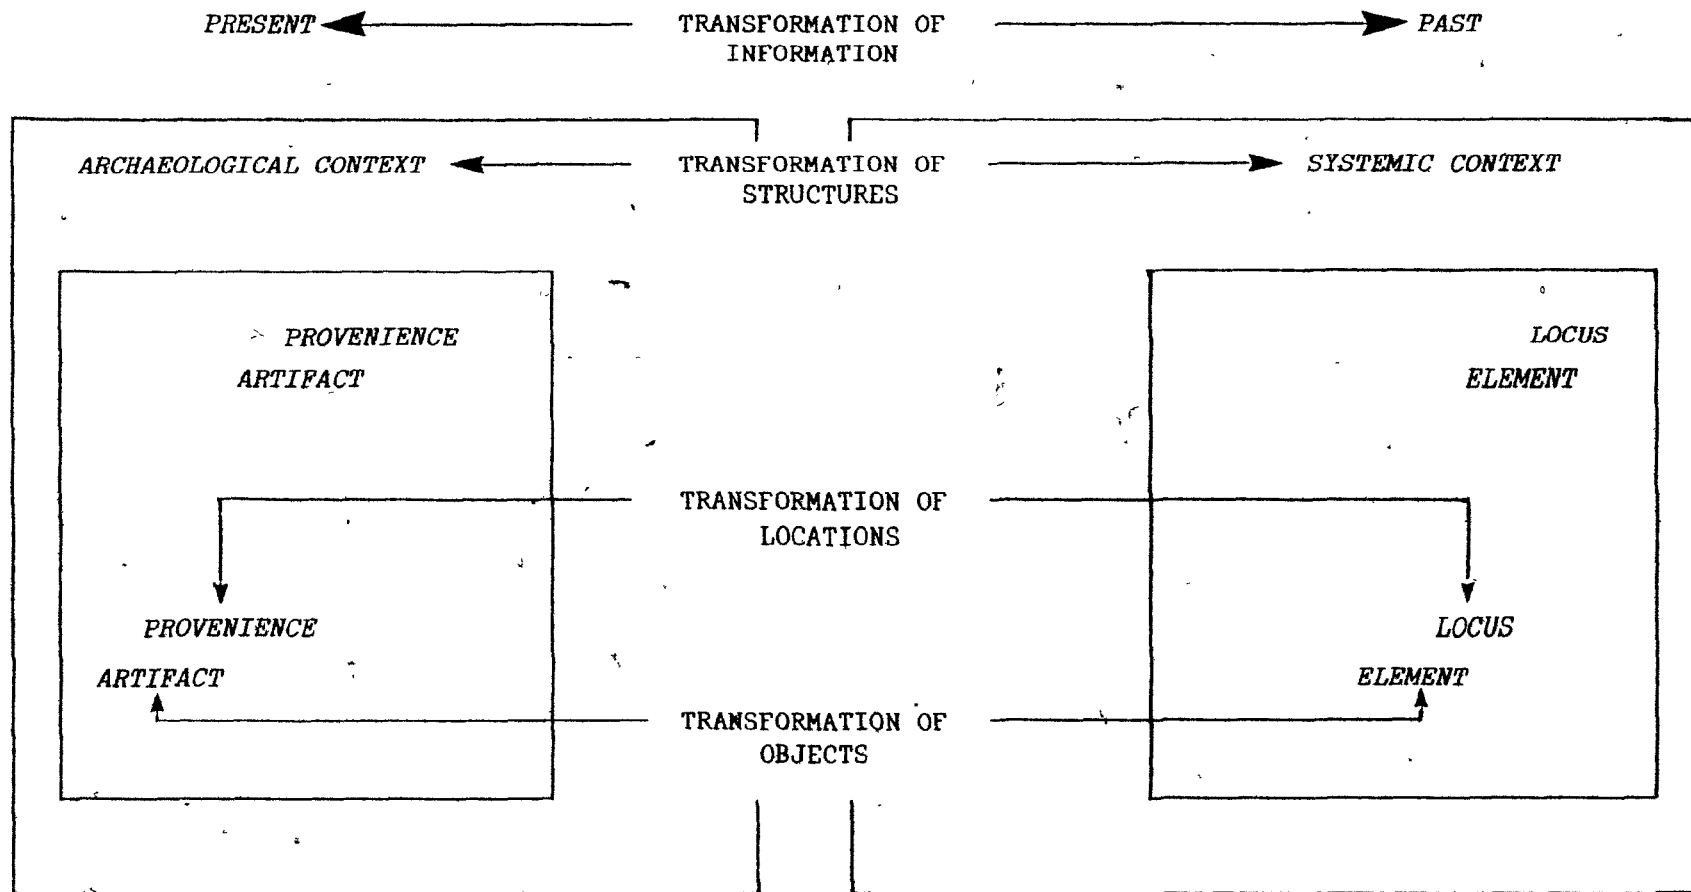 PRESENT TRANSFORMATION OF PAST
INFORMATION
ARCHAEOLOGICAL CONTEXT TRANSFORMATION OF SYSTEMIC CONTEXT
STRUCTURES
PROVENIENCE LOCUS
ARTIFACT ELEMENT
TRANSFORMATION OF
LOCATIONS
PROVENIENCE LOCUS
ARTIFACT ELEMENT
TRANSFORMATION OF
OBJECTS